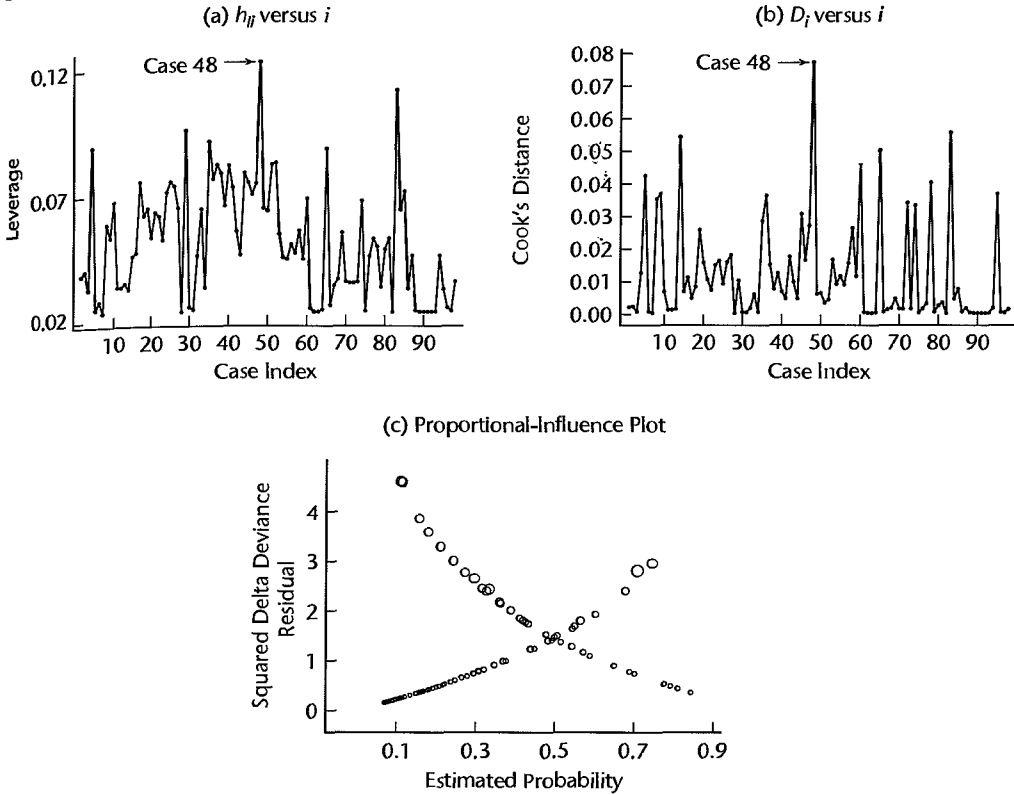 (a) hii versus i
(b) Di versus i
Case 48
0.12
0.07
0.02
Leverage
10 20 30 40 50 60 70 80 90
Case Index
Case 48
0.08
0.07
0.06
0.05
0.04
0.03
0.02
0.01
0.00
Cook's Distance
10 20 30 40 50 60 70 80 90
Case Index
(c) Proportional-Influence Plot
Squared Delta Deviance
Residual
4
3
2
1
0
0.1 0.3 0.5 0.7 0.9
Estimated Probability